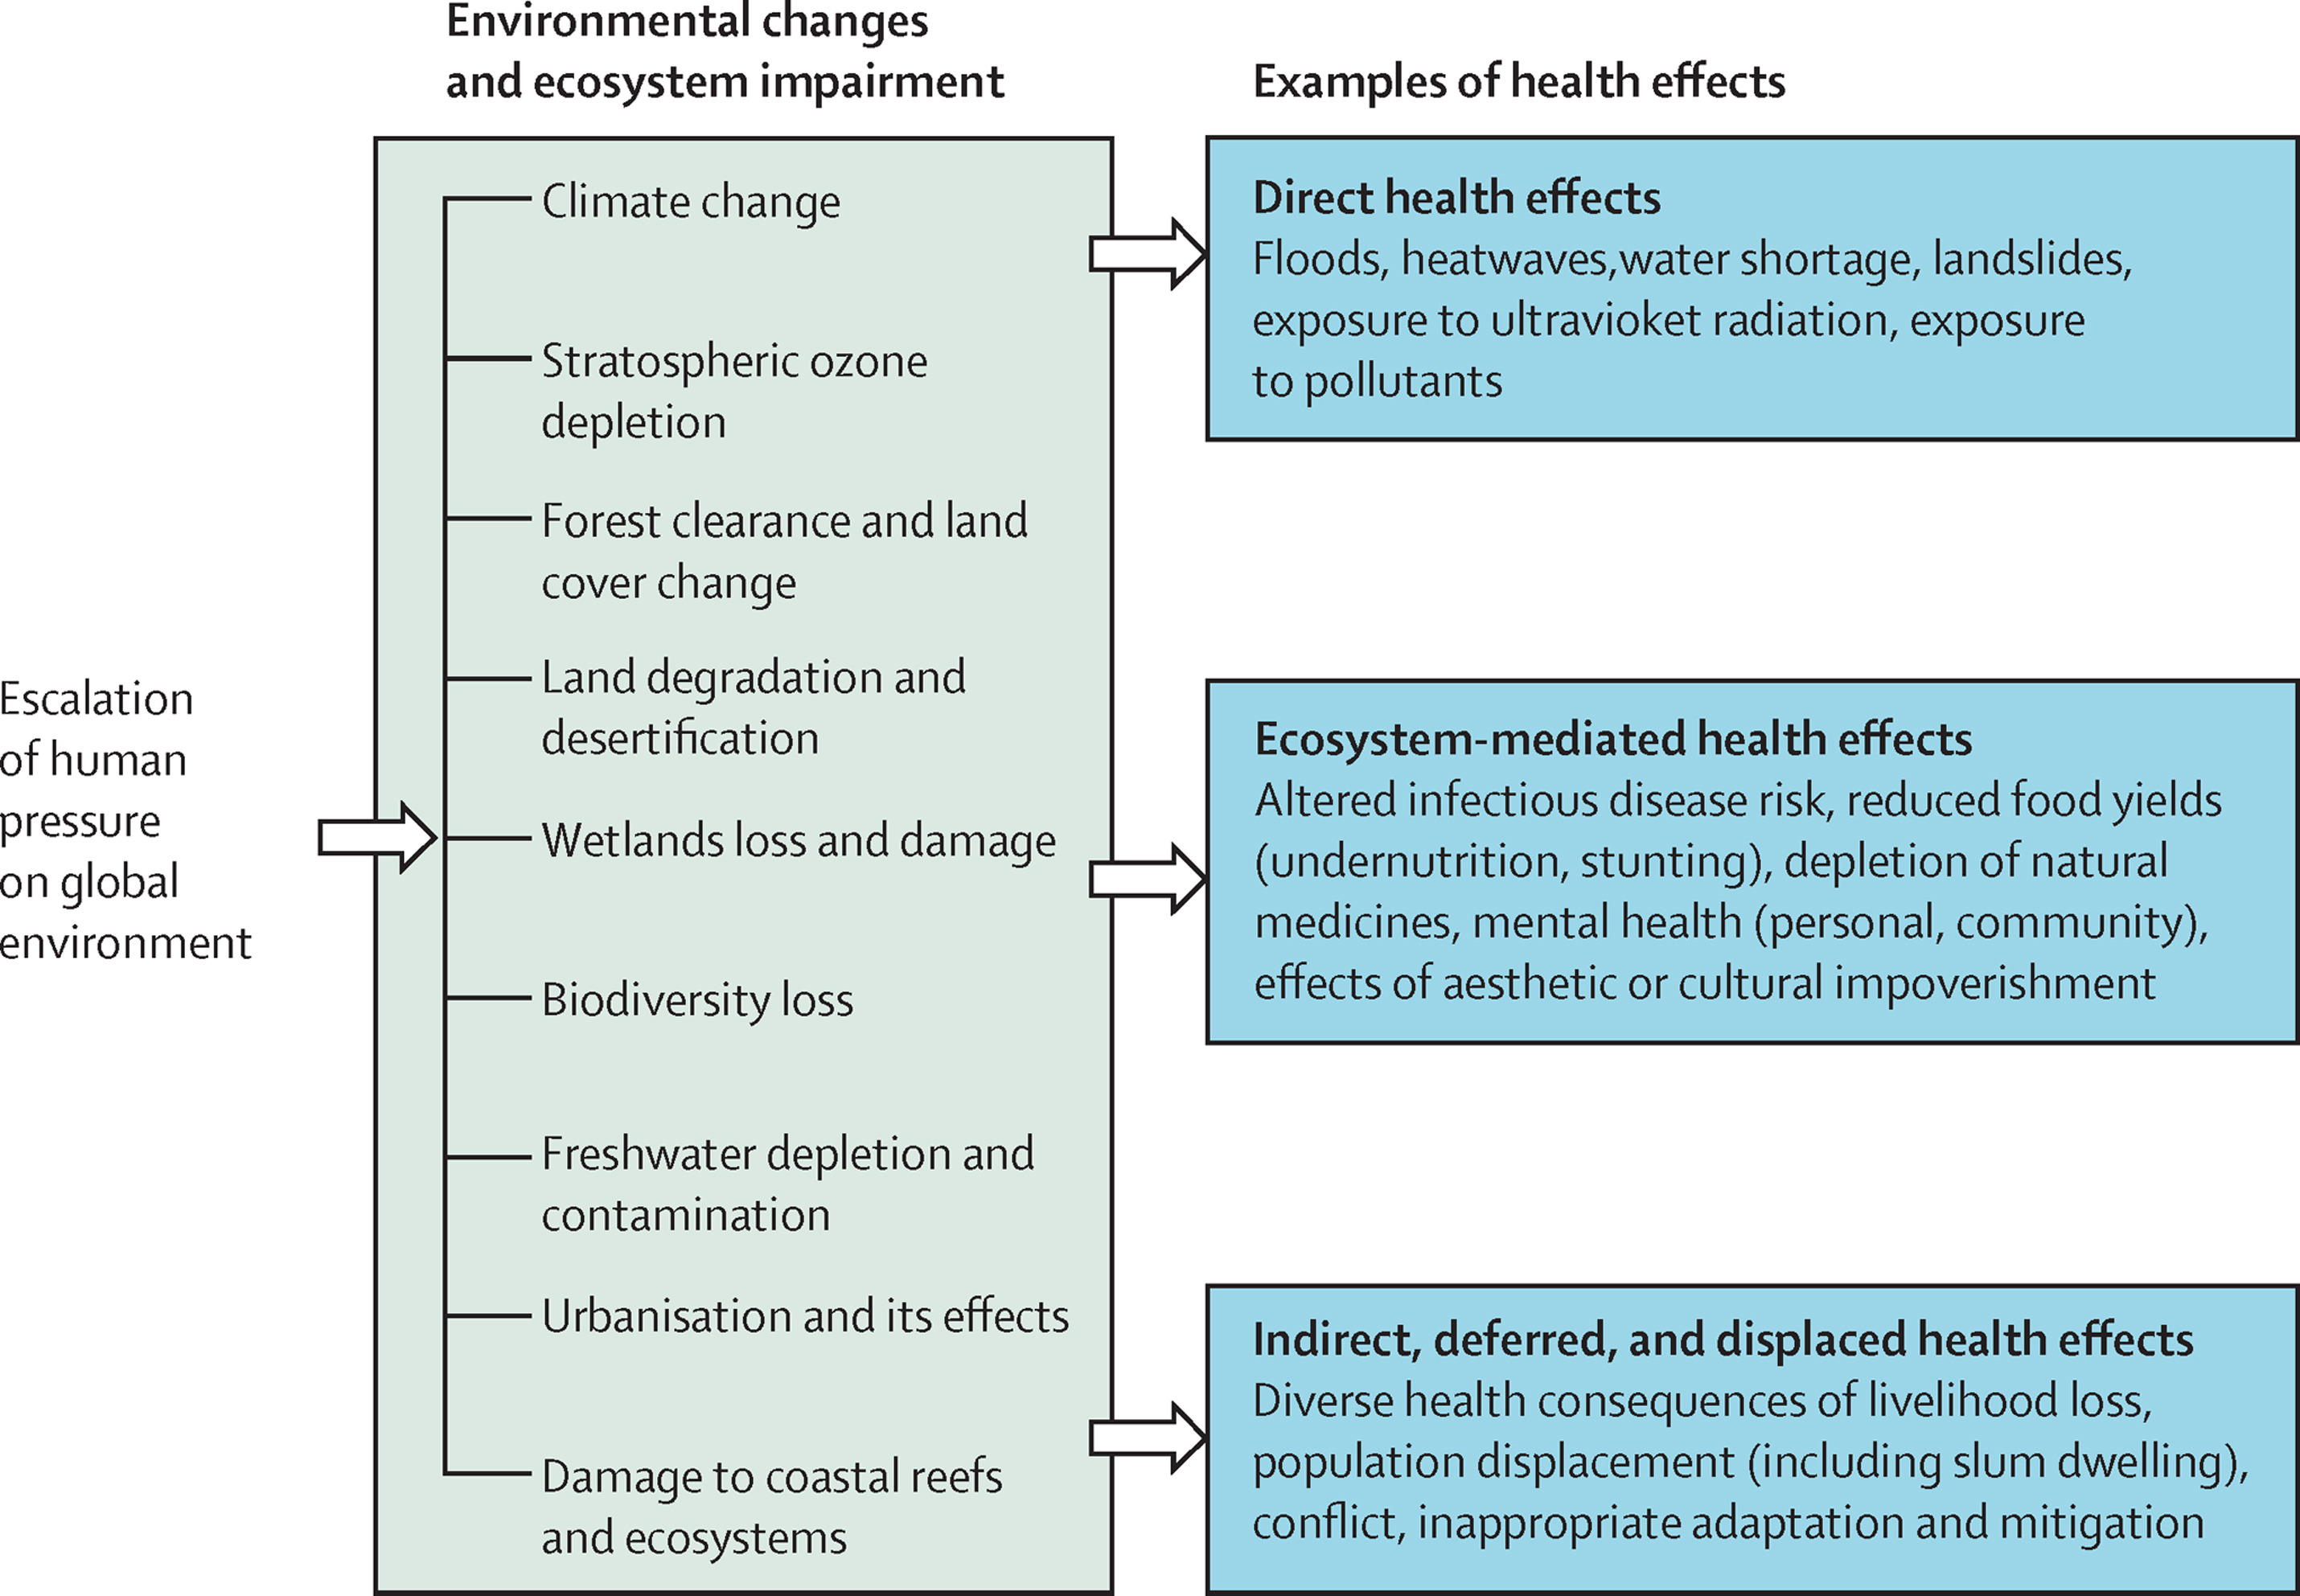 Environmental changes
and ecosystem impairment
Examples of health effects
Escalation
of human
pressure
on global
environment
Climate change
Stratospheric ozone
depletion
Forest clearance and land
cover change
Land degradation and
desertification
Wetlands loss and damage
Biodiversity loss
Freshwater depletion and
contamination
Urbanisation and its effects
Damage to coastal reefs
and ecosystems
Direct health effects
Floods, heatwaves,water shortage, landslides,
exposure to ultravioket radiation, exposure
to pollutants
Ecosystem-mediated health effects
Altered infectious disease risk, reduced food yields
(undernutrition, stunting), depletion of natural
medicines, mental health (personal, community),
effects of aesthetic or cultural impoverishment
Indirect, deferred, and displaced health effects
Diverse health consequences of livelihood loss,
population displacement (including slum dwelling),
conflict, inappropriate adaptation and mitigation